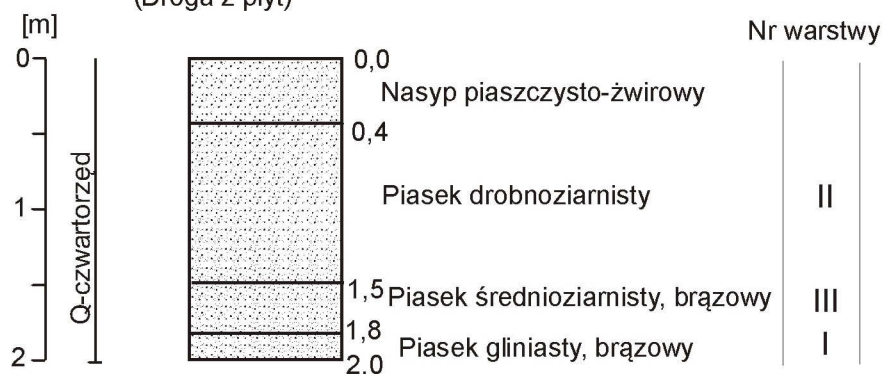 (Droga z płyt)
[m]
Nr warstwy
0
0,0
Nasyp piaszczysto-żwirowy
0,4
Q-czwartorzęd
1
Piasek drobnoziarnisty
II
1,5
Piasek średnioziarnisty, brązowy
III
1,8
Piasek gliniasty, brązowy
I
2
2,0